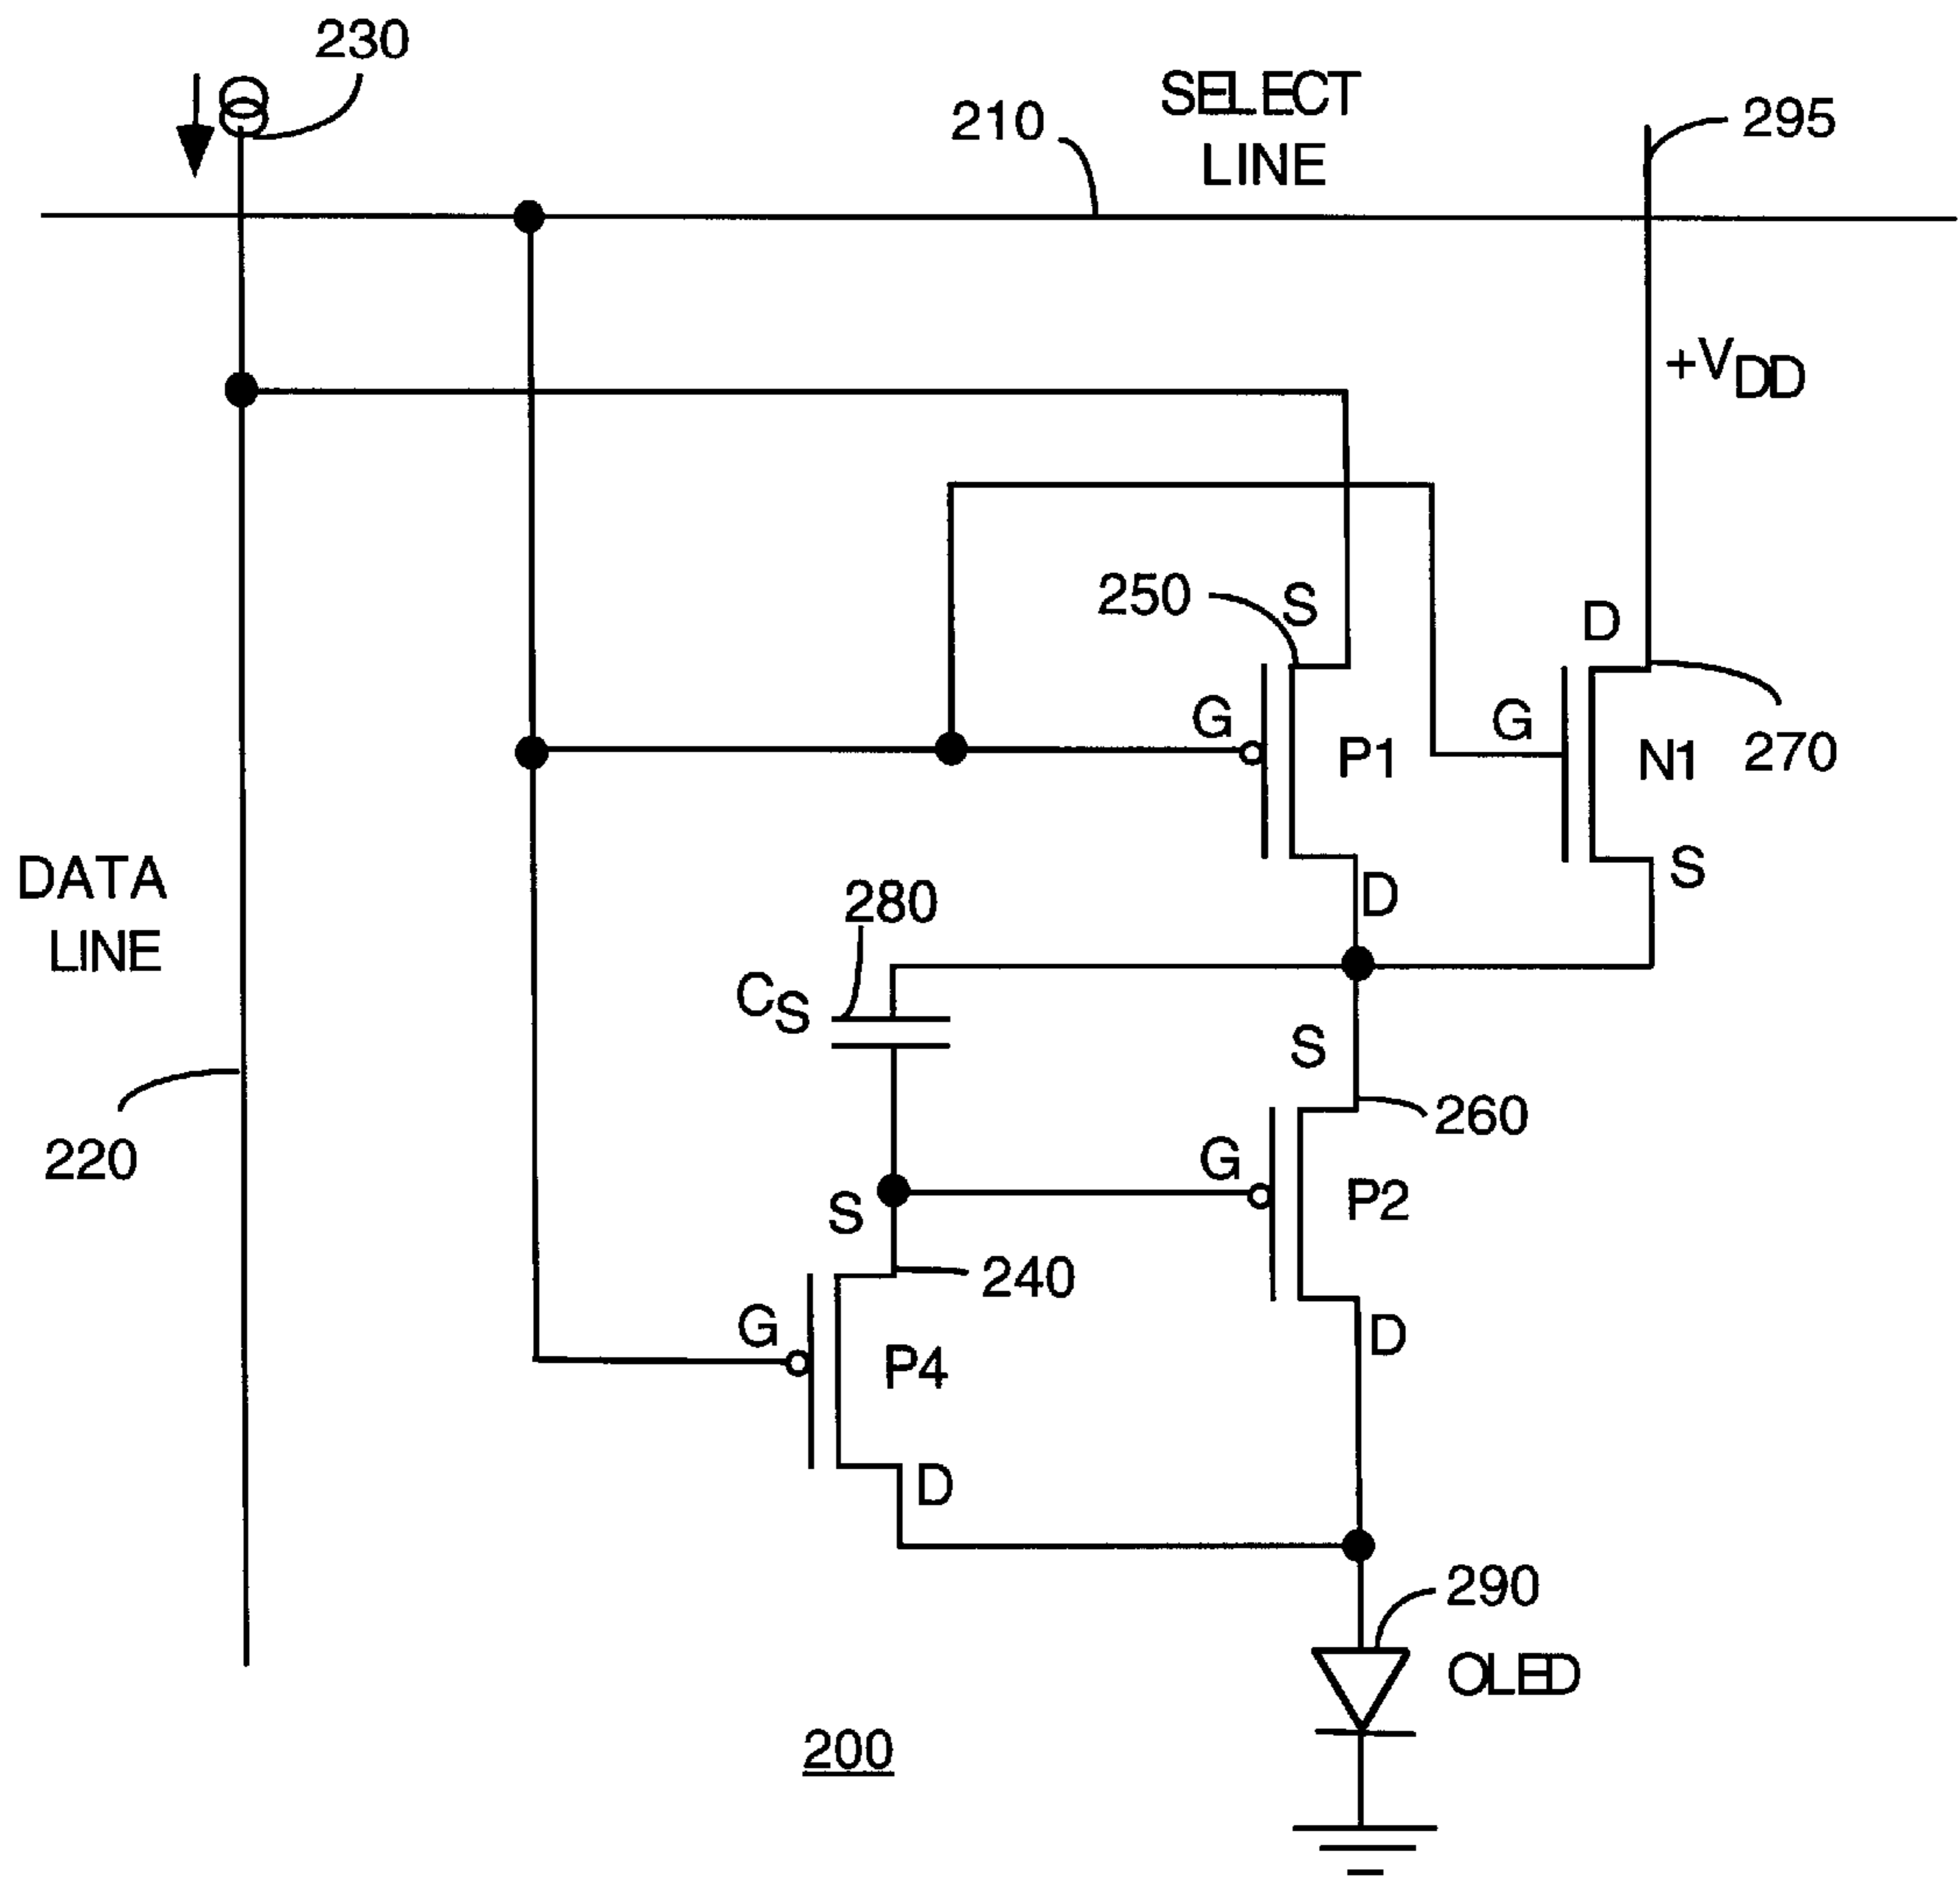 230
SELECT
LINE
210
295
+VDD
250
S
D
G
P1
G
N1
270
DATA
LINE
280
D
S
CS
S
260
G
P2
220
S
240
G
P4
D
D
290
OLED
200